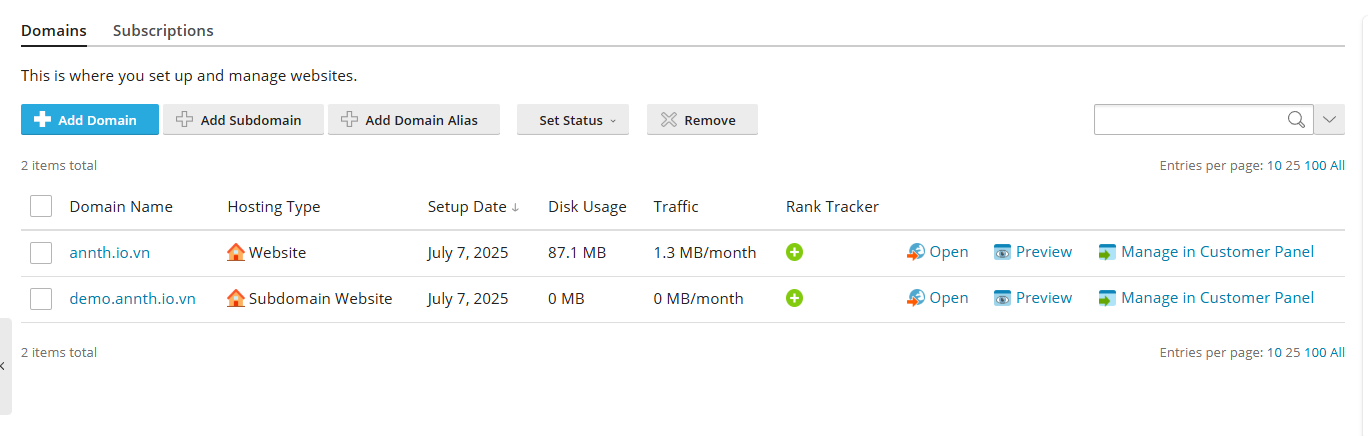 Domains Subscriptions
This is where you set up and manage websites.
Add Domain Add Subdomain Add Domain Alias Set Status Remove
2 items total Entries per page: 10 25 100 All
Domain Name Hosting Type Setup Date ↓ Disk Usage Traffic Rank Tracker
annth.io.vn Website July 7, 2025 87.1 MB 1.3 MB/month Open Preview Manage in Customer Panel
demo.annth.io.vn Subdomain Website July 7, 2025 0 MB 0 MB/month Open Preview Manage in Customer Panel
2 items total Entries per page: 10 25 100 All